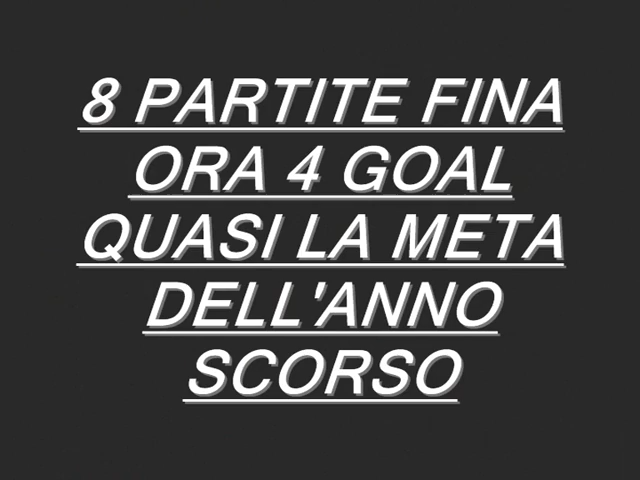 8 PARTITE FINA
ORA 4 GOAL
QUASI LA META
DELL'ANNO
SCORSO